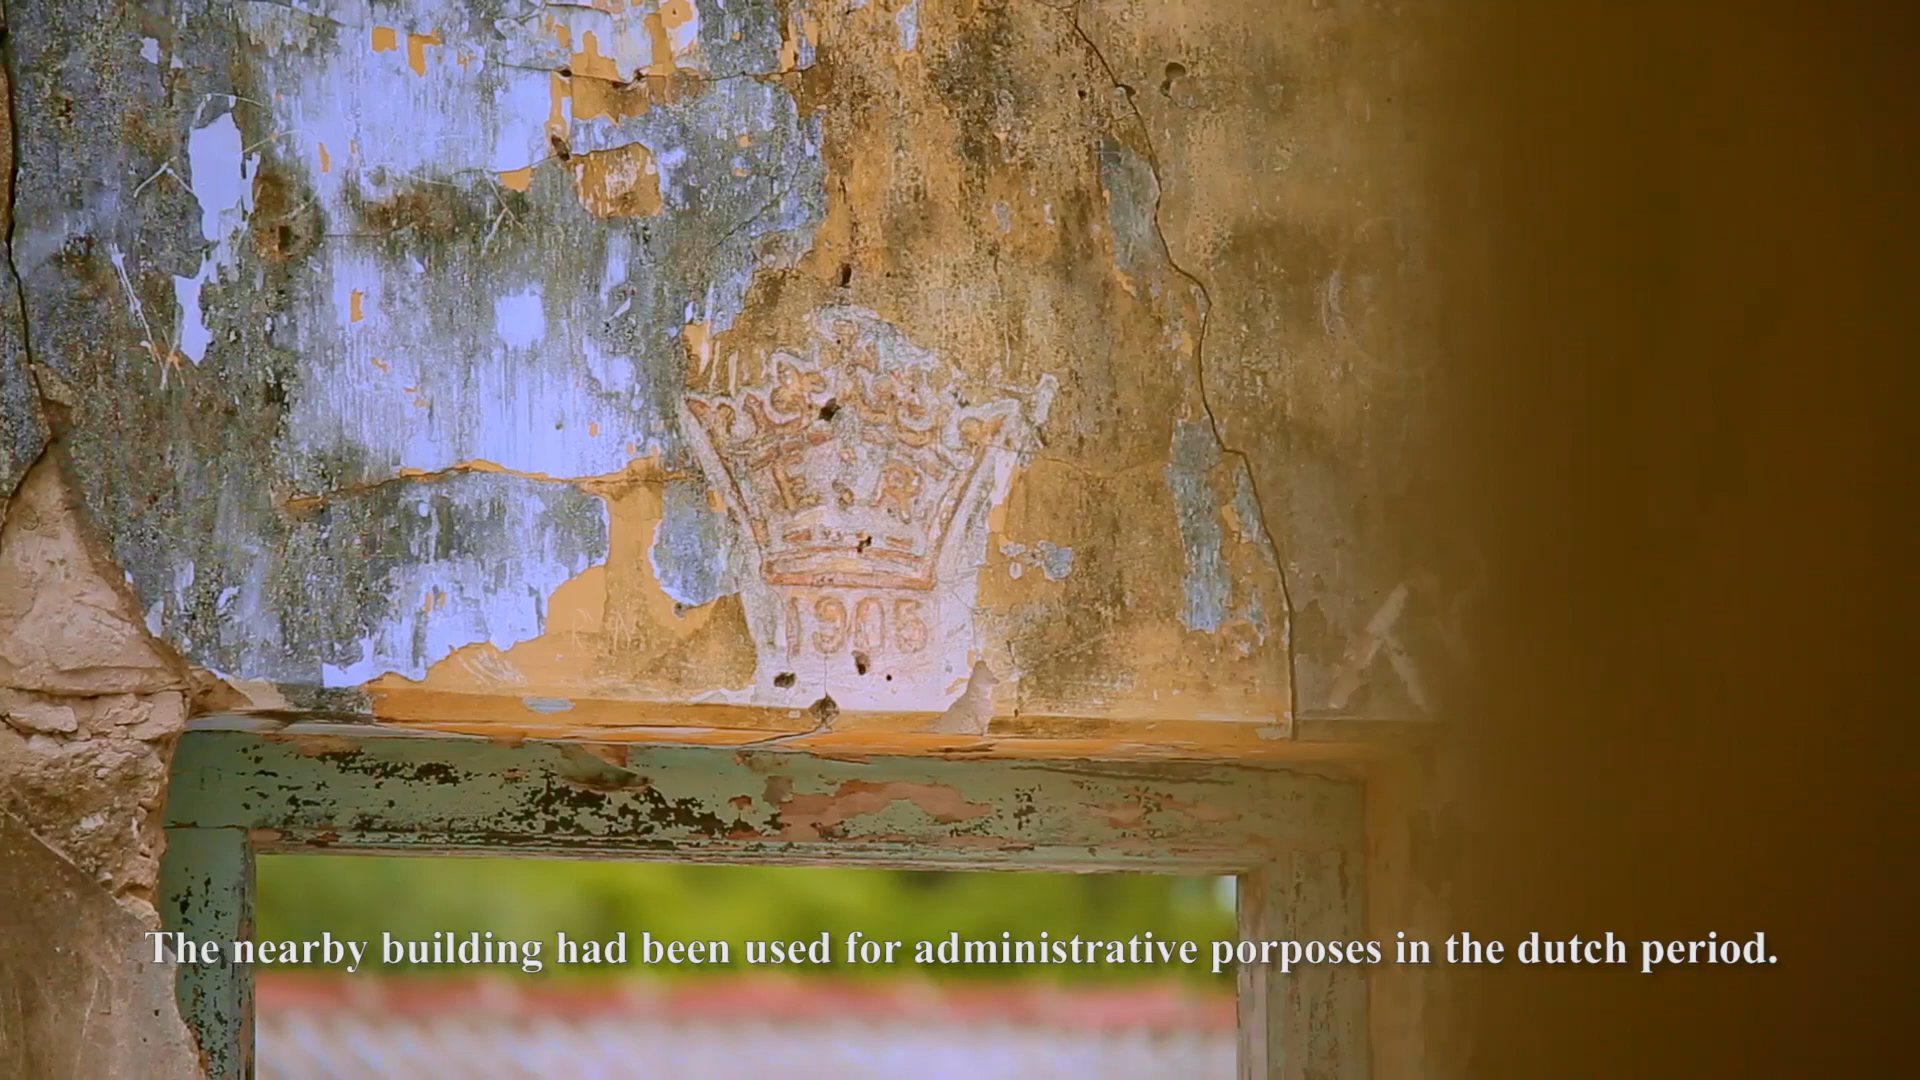 E R
1905
The nearby building had been used for administrative porposes in the dutch period.